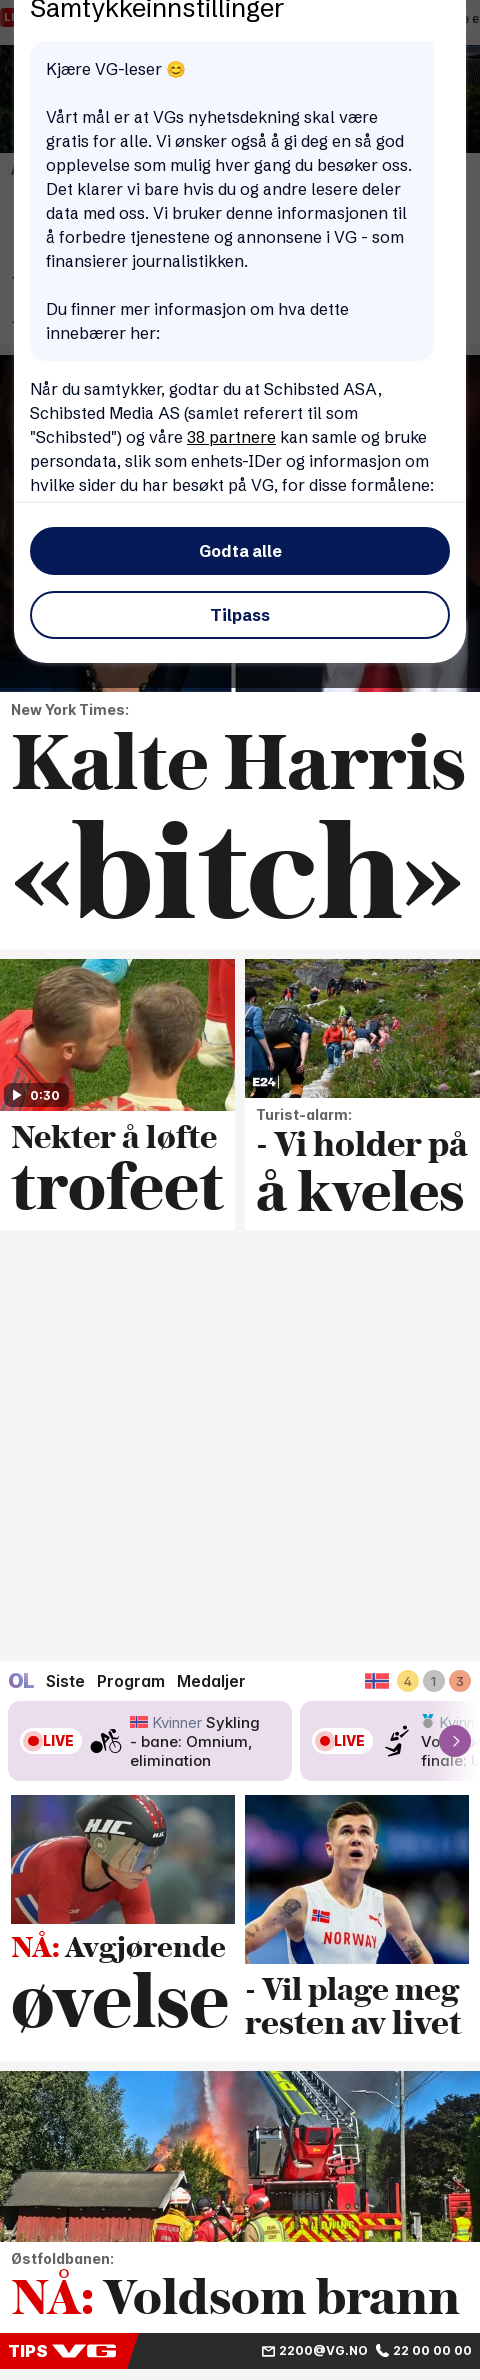 Samtykkeinnstillinger
Kjære VG-leser 😊
Vårt mål er at VGs nyhetsdekning skal være
gratis for alle. Vi ønsker også å gi deg en så god
opplevelse som mulig hver gang du besøker oss.
Det klarer vi bare hvis du og andre lesere deler
data med oss. Vi bruker denne informasjonen til
å forbedre tjenestene og annonsene i VG - som
finansierer journalistikken.
Du finner mer informasjon om hva dette
innebærer her:
Når du samtykker, godtar du at Schibsted ASA,
Schibsted Media AS (samlet referert til som
"Schibsted") og våre 38 partnere kan samle og bruke
persondata, slik som enhets-IDer og informasjon om
hvilke sider du har besøkt på VG, for disse formålene:
Godta alle
Tilpass
New York Times:
Kalte Harris
«bitch»
0:30
Nekter å løfte
trofeet
E24
Turist-alarm:
- Vi holder på
å kveles
OL Siste Program Medaljer 4 1 3
LIVE
Kvinner Sykling
- bane: Omnium,
elimination
LIVE
HJC
NÅ: Avgjørende
øvelse
NORWAY
- Vil plage meg
resten av livet
Østfoldbanen:
NÅ: Voldsom brann
TIPS VG 2200@VG.NO 22 00 00 00